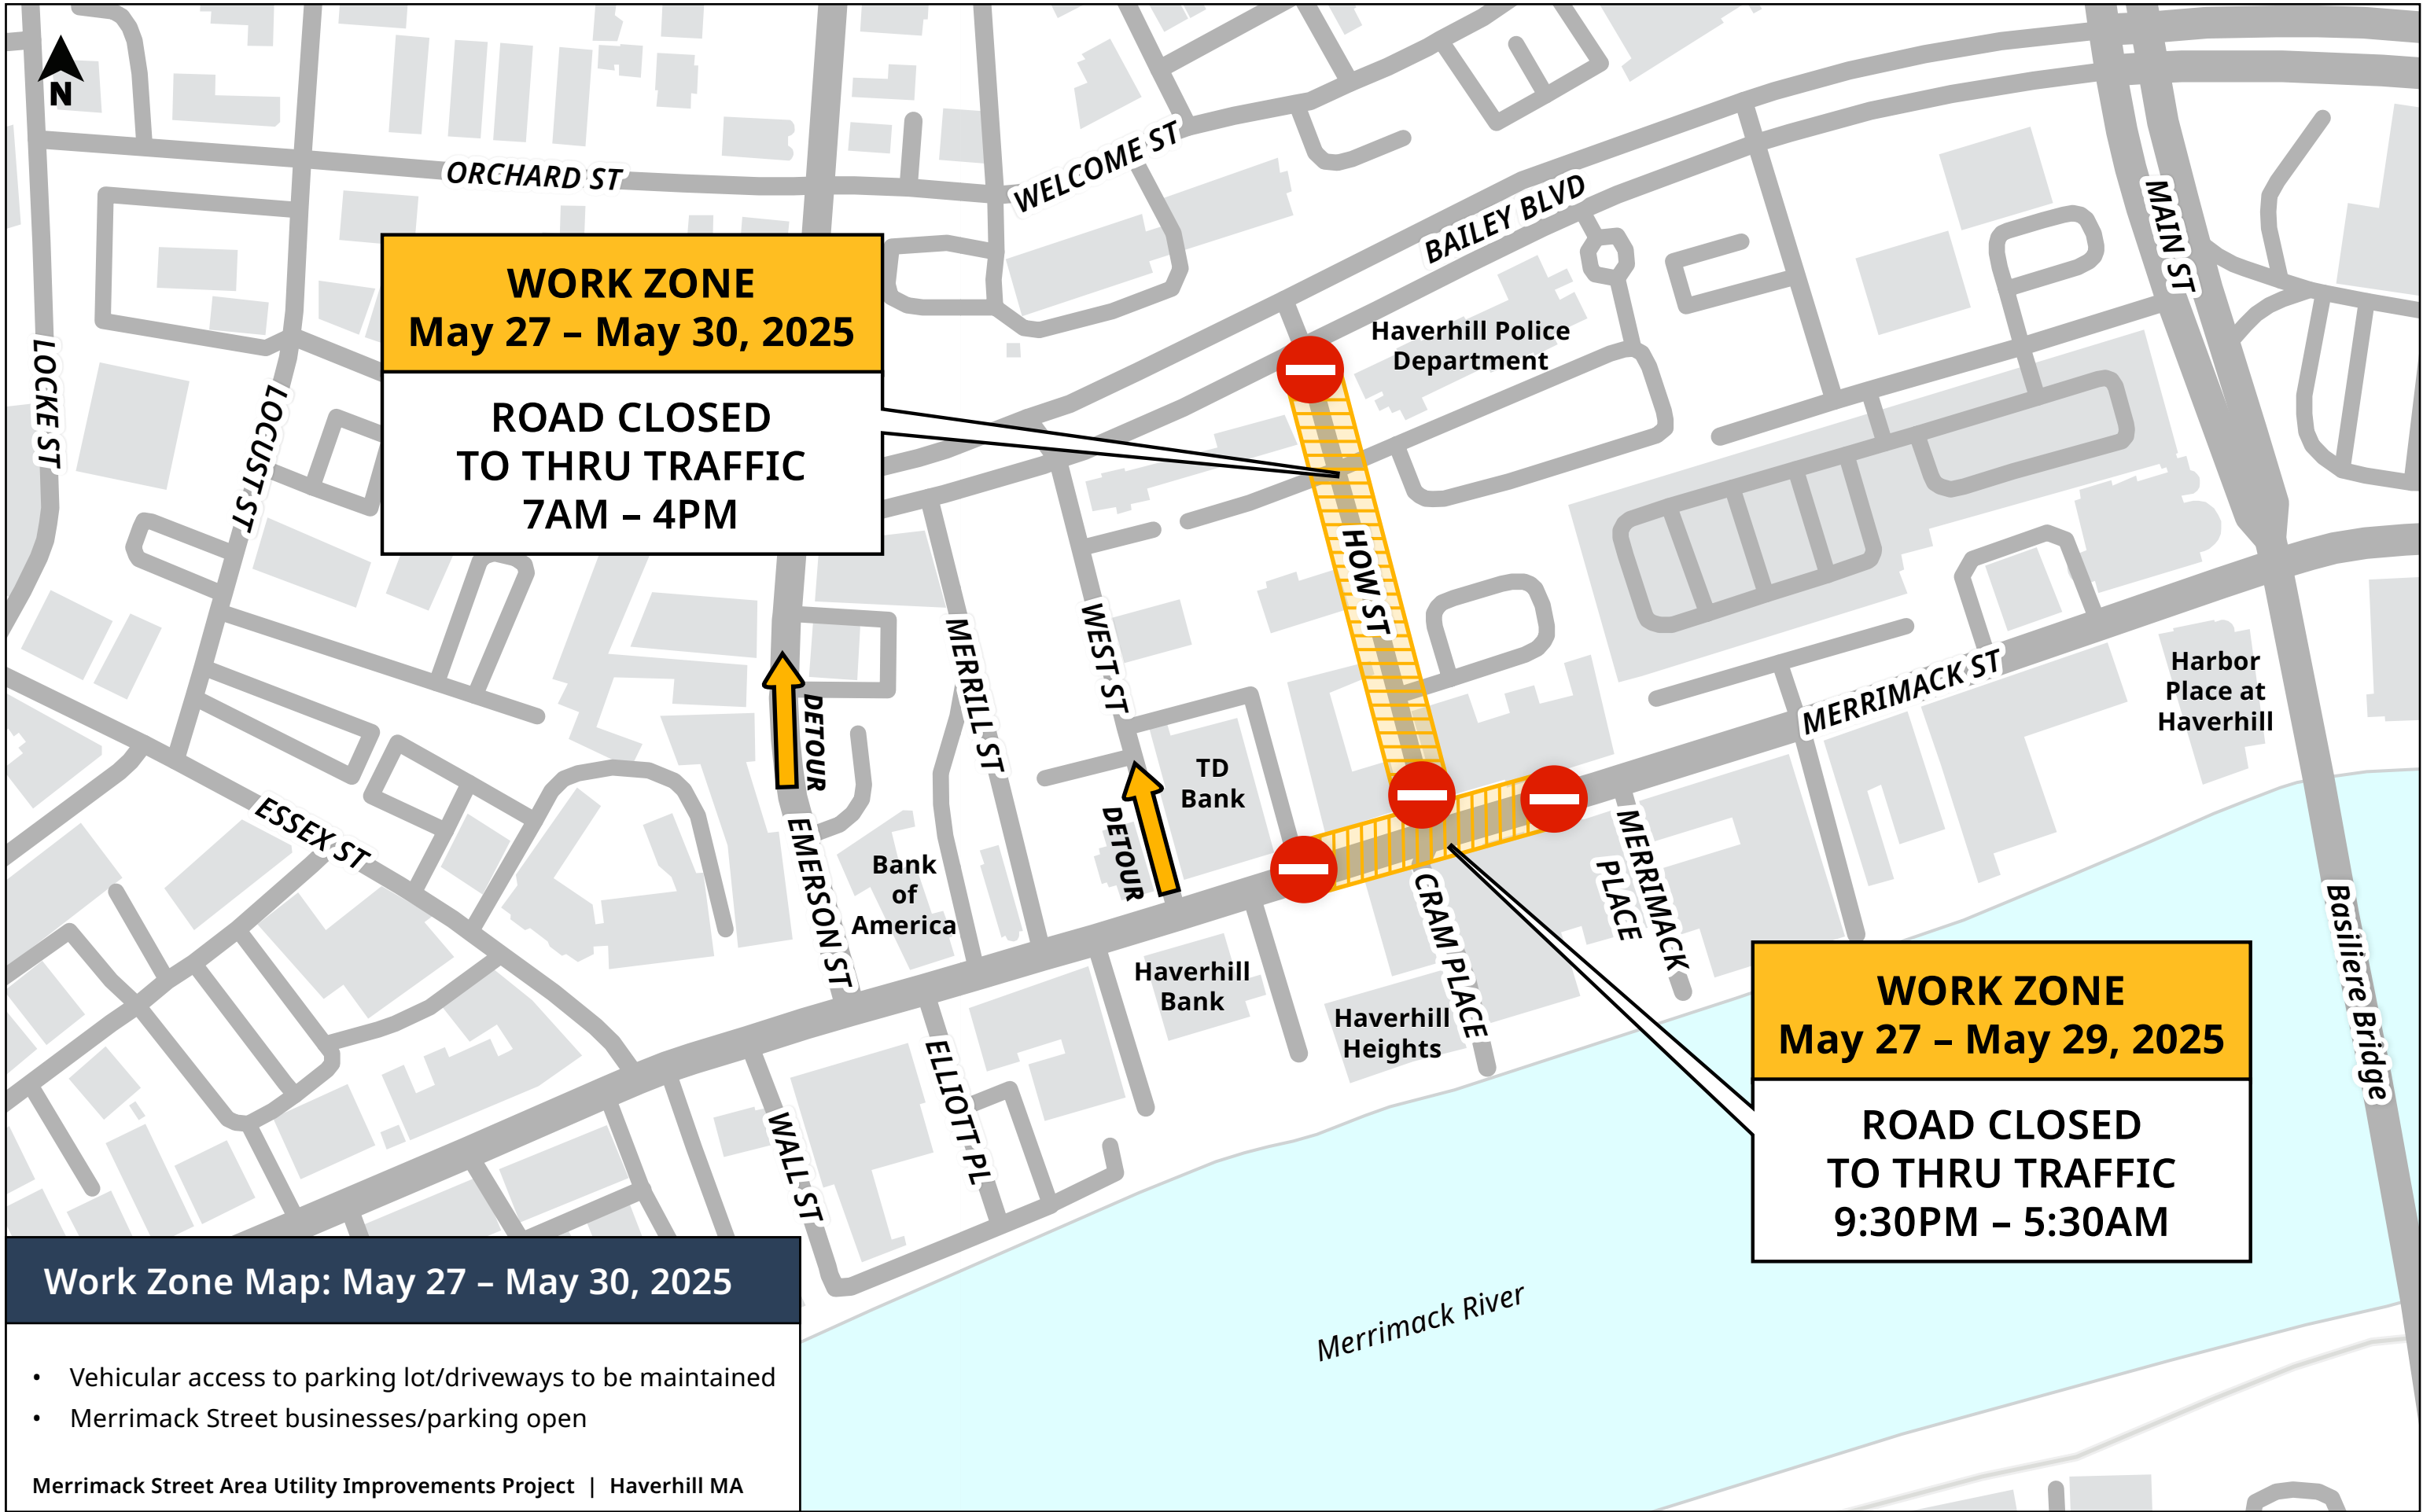 N
ORCHARD ST
WELCOME ST
BAILEY BLVD
MAIN ST
WORK ZONE
May 27 – May 30, 2025
ROAD CLOSED
TO THRU TRAFFIC
7AM – 4PM
Haverhill Police
Department
LOCKE ST
LOCUST ST
HOW ST
WEST ST
MERRILL ST
MERRIMACK ST
Harbor
Place at
Haverhill
DETOUR
TD
Bank
DETOUR
ESSEX ST
EMERSON ST
Bank
of
America
MERRIMACK
PLACE
CRAM PLACE
Haverhill
Bank
Haverhill
Heights
Basiliere Bridge
WORK ZONE
May 27 – May 29, 2025
ROAD CLOSED
TO THRU TRAFFIC
9:30PM – 5:30AM
ELLIOTT PL
WALL ST
Merrimack River
Work Zone Map: May 27 – May 30, 2025
• Vehicular access to parking lot/driveways to be maintained
• Merrimack Street businesses/parking open
Merrimack Street Area Utility Improvements Project | Haverhill MA